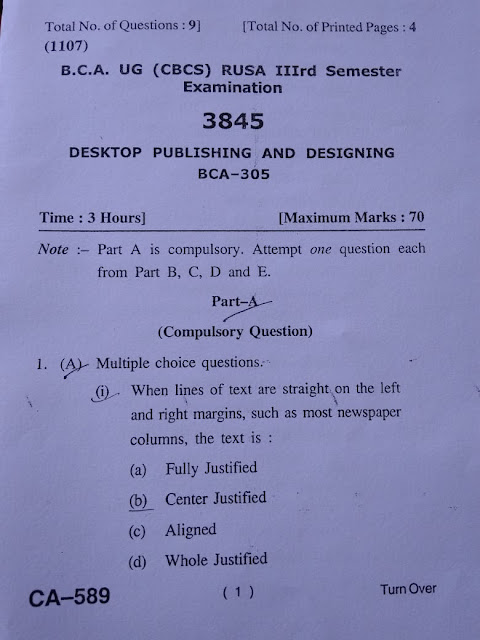 Total No. of Questions : 9] [Total No. of Printed Pages : 4
(1107)
B.C.A. UG (CBCS) RUSA IIIrd Semester
Examination
3845
DESKTOP PUBLISHING AND DESIGNING
BCA–305
Time : 3 Hours] [Maximum Marks : 70
Note :– Part A is compulsory. Attempt one question each
from Part B, C, D and E.
Part–A
(Compulsory Question)
1. (A) Multiple choice questions.
(i) When lines of text are straight on the left
and right margins, such as most newspaper
columns, the text is :
(a) Fully Justified
(b) Center Justified
(c) Aligned
(d) Whole Justified
CA–589 ( 1 ) Turn Over